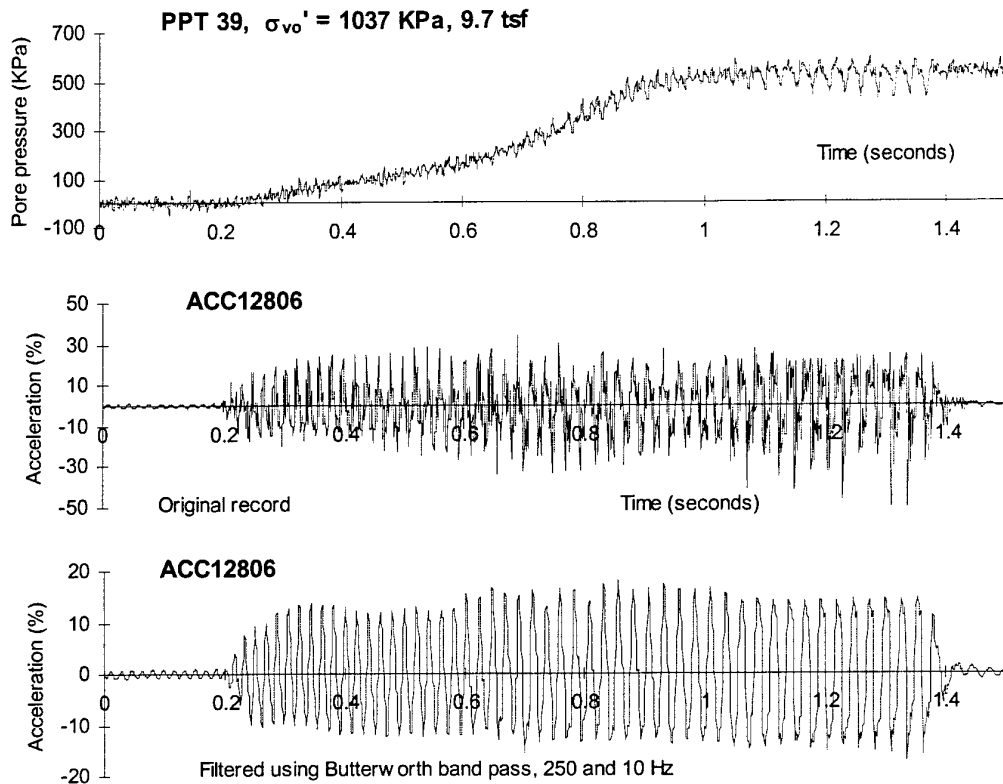 PPT 39, σvo' = 1037 KPa, 9.7 tsf
Pore pressure (KPa)
700
500
300
100
-100
Time (seconds)
0 0.2 0.4 0.6 0.8 1 1.2 1.4
ACC12806
Acceleration (%)
50
30
10
-10
-30
-50
0 0.2 0.4 0.6 0.8 1 1.2 1.4
Original record
Time (seconds)
ACC12806
Acceleration (%)
20
10
0
-10
-20
0 0.2 0.4 0.6 0.8 1 1.2 1.4
Filtered using Butterworth band pass, 250 and 10 Hz